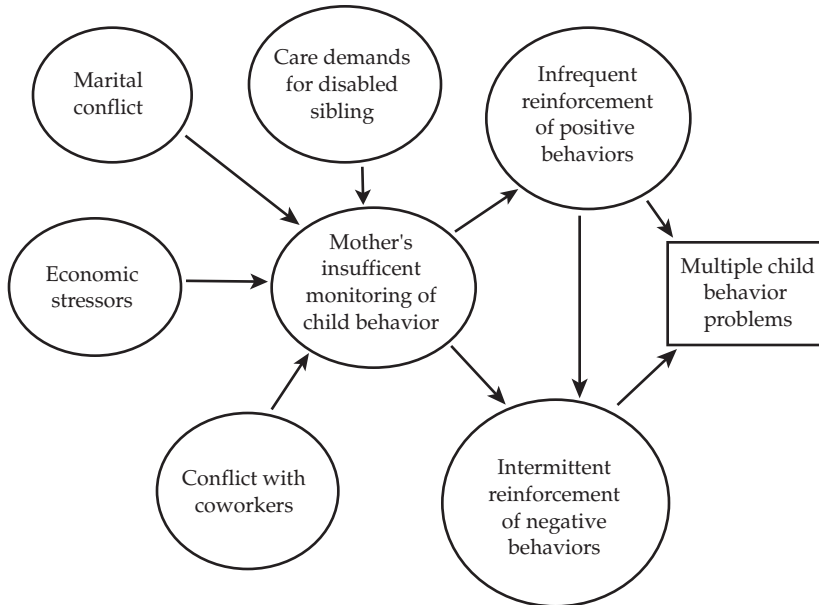 Marital
conflict
Care demands
for disabled
sibling
Infrequent
reinforcement
of positive
behaviors
Economic
stressors
Mother's
insufficent
monitoring of
child behavior
Multiple child
behavior
problems
Conflict with
coworkers
Intermittent
reinforcement
of negative
behaviors